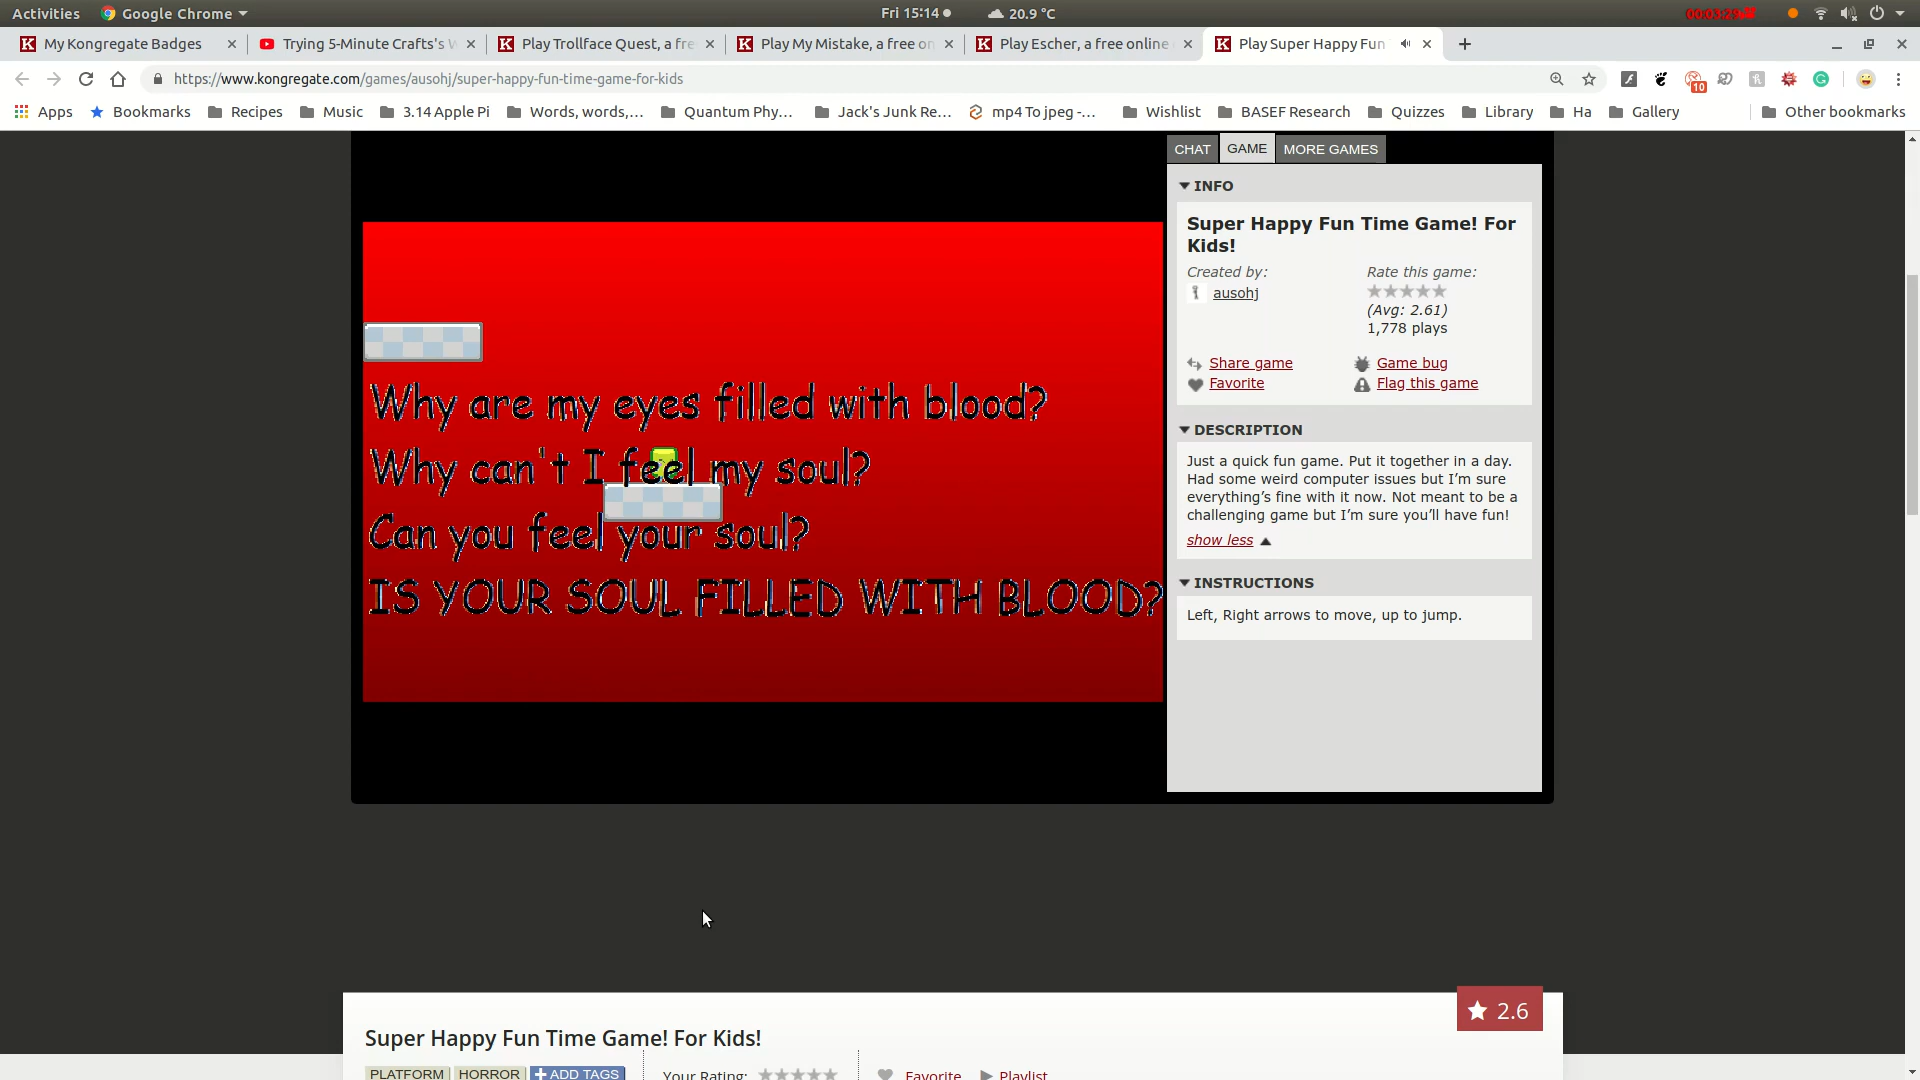 Activities Google Chrome Fri 15:14 20.9 °C
My Kongregate Badges Trying 5-Minute Crafts's Play Trollface Quest, a fre Play My Mistake, a free on Play Escher, a free online Play Super Happy Fun
https://www.kongregate.com/games/ausohj/super-happy-fun-time-game-for-kids 10
Apps Bookmarks Recipes Music 3.14 Apple Pi Words, words,... Quantum Phy... Jack's Junk Re... mp4 To jpeg -... Wishlist BASEF Research Quizzes Library Ha Gallery Other bookmarks
CHAT GAME MORE GAMES
INFO
Super Happy Fun Time Game! For
Kids!
Created by: Rate this game:
ausohj
(Avg: 2.61)
1,778 plays
Share game Game bug
Favorite Flag this game
DESCRIPTION
Just a quick fun game. Put it together in a day.
Had some weird computer issues but I'm sure
everything's fine with it now. Not meant to be a
challenging game but I'm sure you'll have fun!
show less
INSTRUCTIONS
Left, Right arrows to move, up to jump.
Why are my eyes filled with blood?
Why can't I feel my soul?
Can you feel your soul?
IS YOUR SOUL FILLED WITH BLOOD?
2.6
Super Happy Fun Time Game! For Kids!
PLATFORM HORROR ADD TAGS Your Rating: Favorite Playlist